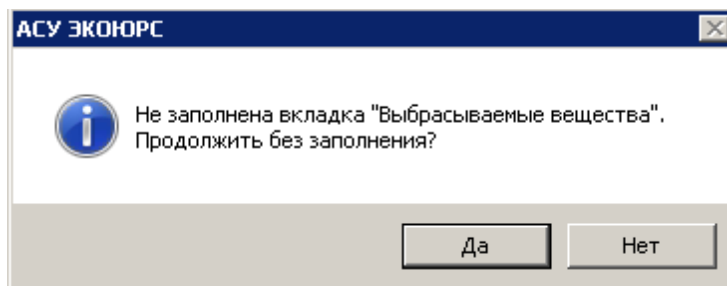 АСУ ЭКОЮРС
Не заполнена вкладка "Выбрасываемые вещества".
Продолжить без заполнения?
Да
Нет